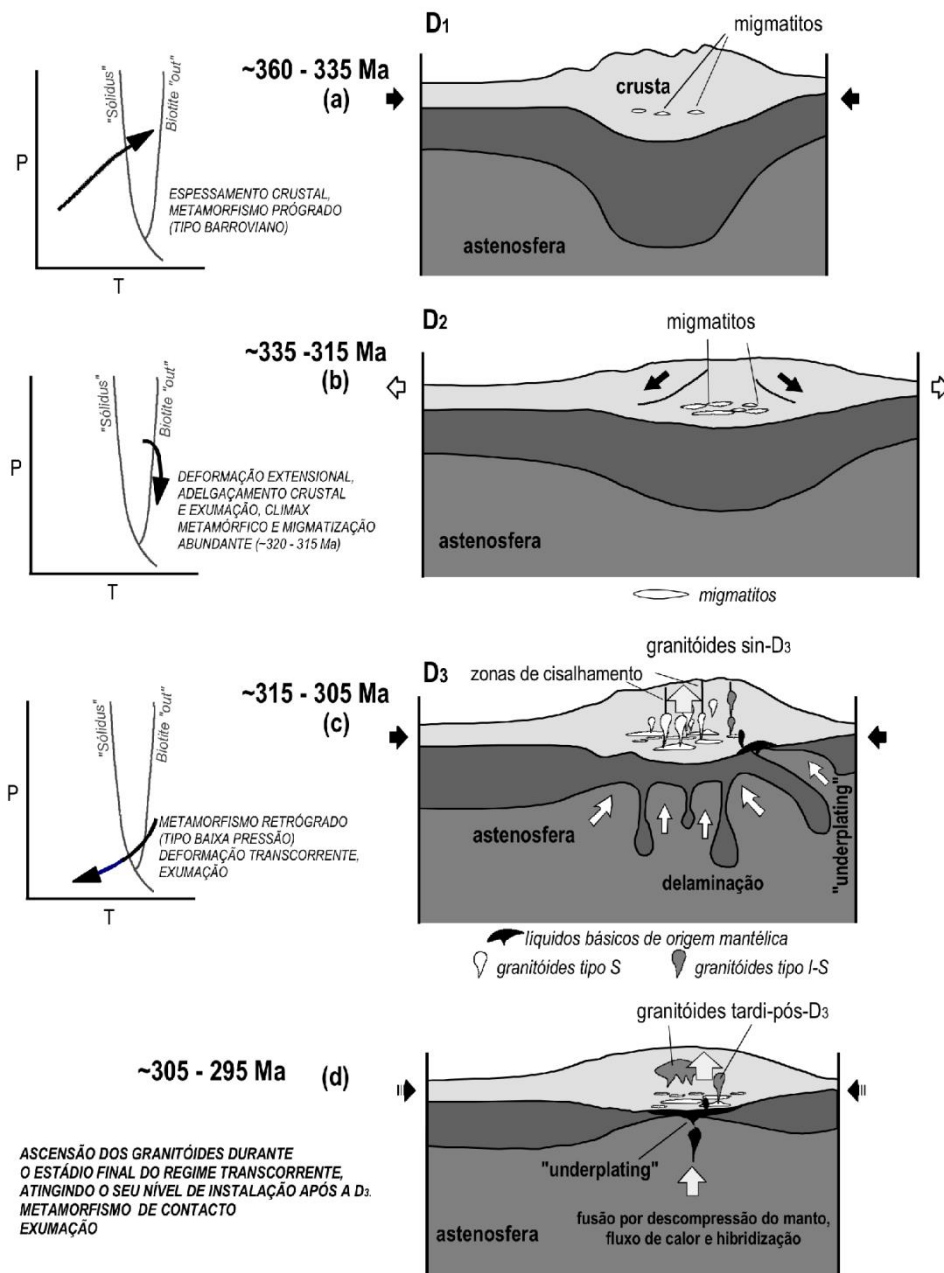 D1
migmatitos
~360 - 335 Ma
(a)
crusta
"Sólidus"
Biotite "out"
P
ESPESSAMENTO CRUSTAL,
METAMORFISMO PRÓGRADO
(TIPO BARROVIANO)
astenosfera
T
D2
migmatitos
~335 -315 Ma
(b)
"Sólidus"
Biotite "out"
P
DEFORMAÇÃO EXTENSIONAL,
ADELGAÇAMENTO CRUSTAL
E EXUMAÇÃO, CLIMAX
METAMÓRFICO E MIGMATIZAÇÃO
ABUNDANTE (~320 - 315 Ma)
astenosfera
T
migmatitos
granitóides sin-D3
D3
zonas de cisalhamento
~315 - 305 Ma
(c)
"Sólidus"
Biotite "out"
P
METAMORFISMO RETRÓGRADO
(TIPO BAIXA PRESSÃO)
DEFORMAÇÃO TRANSCORRENTE,
EXUMAÇÃO
astenosfera
"underplating"
delaminação
T
líquidos básicos de origem mantélica
granitóides tipo S
granitóides tipo I-S
granitóides tardi-pós-D3
~305 - 295 Ma
(d)
ASCENSÃO DOS GRANITÓIDES DURANTE
O ESTÁDIO FINAL DO REGIME TRANSCORRENTE,
ATINGINDO O SEU NÍVEL DE INSTALAÇÃO APÓS A D3.
METAMORFISMO DE CONTACTO
EXUMAÇÃO
"underplating"
fusão por descompressão do manto,
fluxo de calor e hibridização
astenosfera